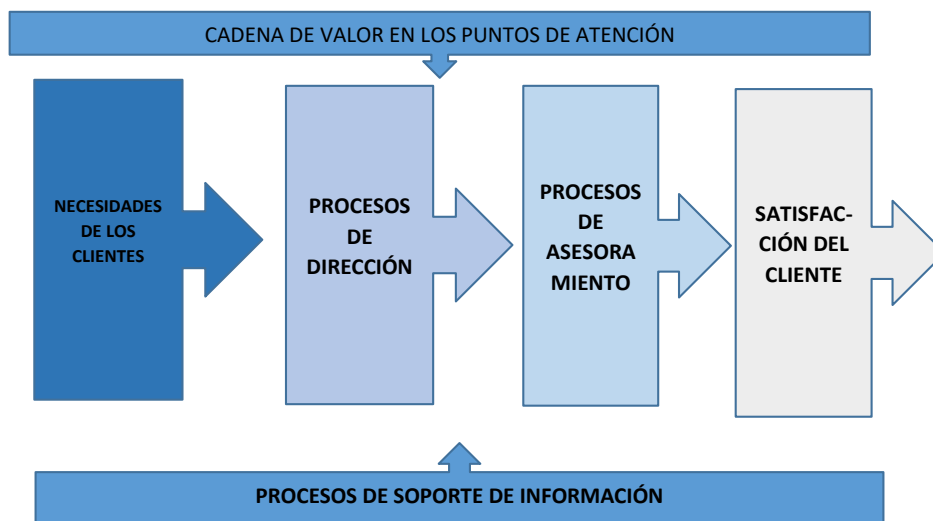 CADENA DE VALOR EN LOS PUNTOS DE ATENCIÓN
NECESIDADES
DE LOS
CLIENTES
PROCESOS
DE
DIRECCIÓN
PROCESOS
DE
ASESORA
MIENTO
SATISFAC-
CIÓN DEL
CLIENTE
PROCESOS DE SOPORTE DE INFORMACIÓN